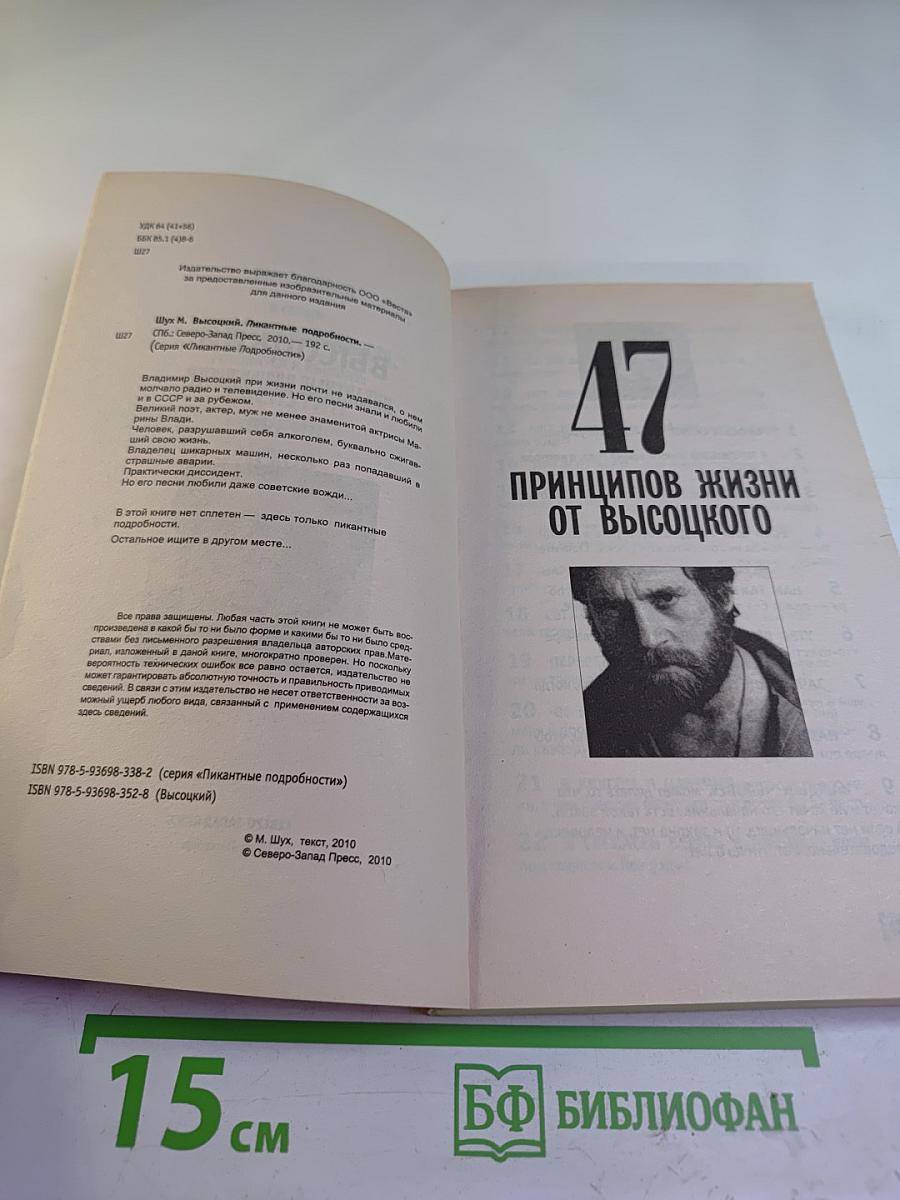 УДК 84 (41+58)
ББК 85.1 (4)8-8
Ш27
Издательство выражает благодарность ООО «Веста»
за предоставленные изобразительные материалы
для данного издания
Шух М. Высоцкий. Пикантные подробности. —
Ш27 СПб.: Северо-Запад Пресс, 2010.— 192 с.
(Серия «Пикантные Подробности»)
Владимир Высоцкий при жизни почти не издавался, о нем
молчало радио и телевидение. Но его песни знали и любили
и в СССР и за рубежом.
Великий поэт, актер, муж не менее знаменитой актрисы Ма-
рины Влади.
Человек, разрушавший себя алкоголем, буквально сжигав-
ший свою жизнь.
Владелец шикарных машин, несколько раз попадавший в
страшные аварии.
Практически диссидент.
Но его песни любили даже советские вожди...
В этой книге нет сплетен — здесь только пикантные
подробности.
Остальное ищите в другом месте...
Все права защищены. Любая часть этой книги не может быть вос-
произведена в какой бы то ни было форме и какими бы то ни было сред-
ствами без письменного разрешения владельца авторских прав.Мате-
риал, изложенный в даной книге, многократно проверен. Но поскольку
вероятность технических ошибок все равно остается, издательство не
может гарантировать абсолютную точность и правильность приводимых
сведений. В связи с этим издательство не несет ответственности за воз-
можный ущерб любого вида, связанный с применением содержащихся
здесь сведений.
ISBN 978-5-93698-338-2 (серия «Пикантные подробности»)
ISBN 978-5-93698-352-8 (Высоцкий)
© М. Шух, текст, 2010
© Северо-Запад Пресс, 2010
47
ПРИНЦИПОВ ЖИЗНИ
ОТ ВЫСОЦКОГО
15 см
БФ БИБЛИОФАН